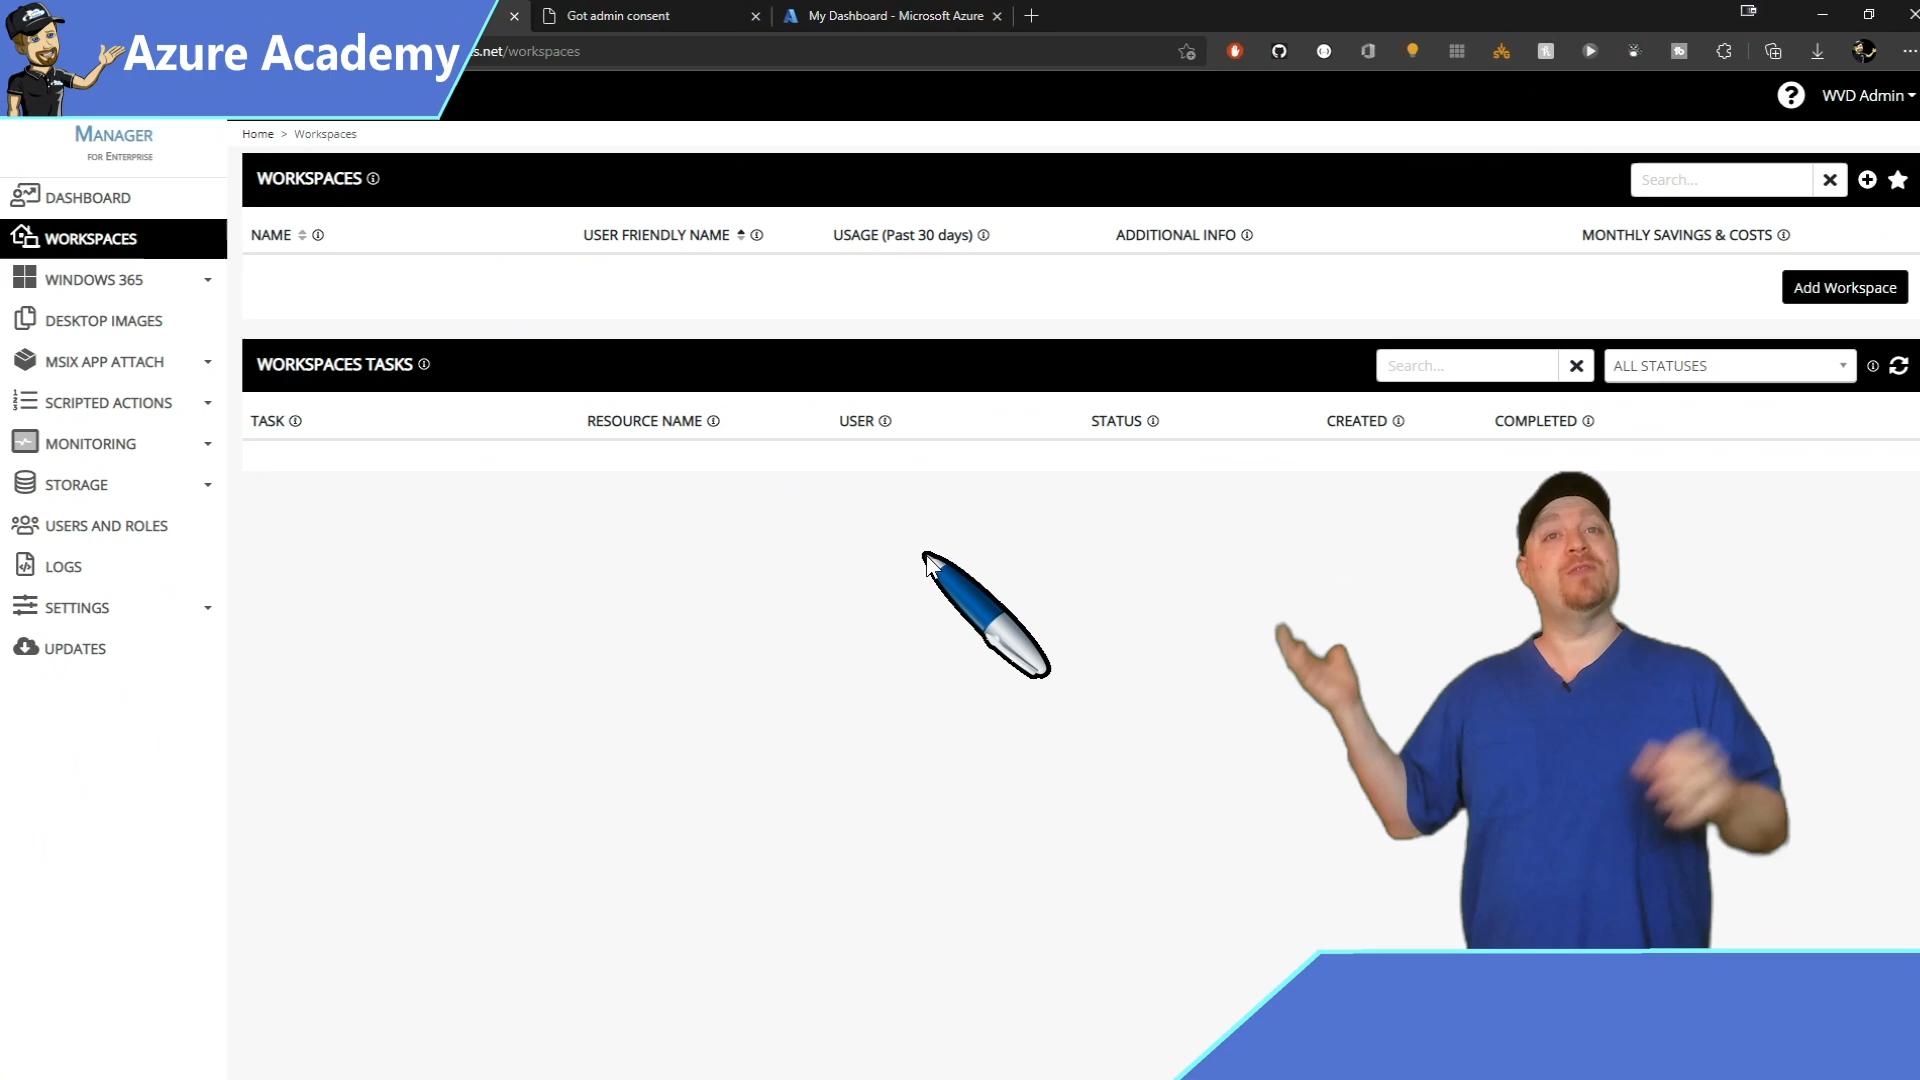 Azure Academy
Got admin consent
My Dashboard - Microsoft Azure
s.net/workspaces
WVD Admin
MANAGER
FOR ENTERPRISE
Home > Workspaces
DASHBOARD
WORKSPACES
WINDOWS 365
DESKTOP IMAGES
MSIX APP ATTACH
SCRIPTED ACTIONS
MONITORING
STORAGE
USERS AND ROLES
LOGS
SETTINGS
UPDATES
WORKSPACES
Search...
NAME
USER FRIENDLY NAME
USAGE (Past 30 days)
ADDITIONAL INFO
MONTHLY SAVINGS & COSTS
Add Workspace
WORKSPACES TASKS
Search...
ALL STATUSES
TASK
RESOURCE NAME
USER
STATUS
CREATED
COMPLETED